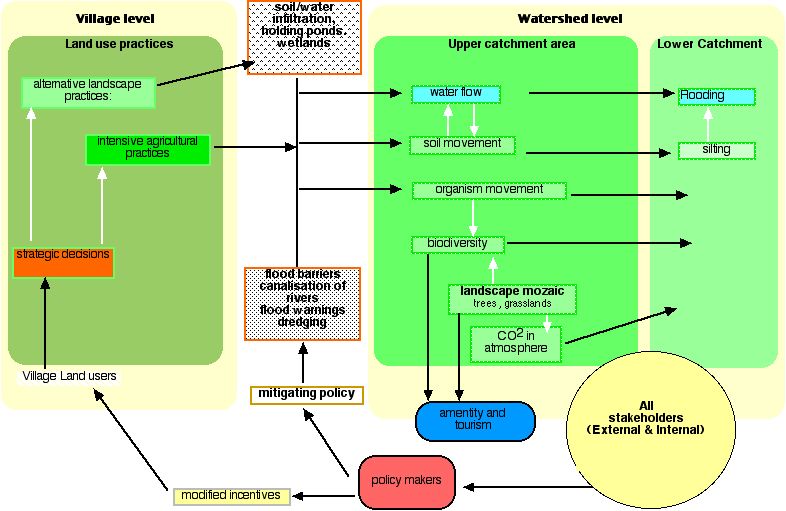 Village level
Land use practices
alternative landscape
practices:
intensive agricultural
practices
strategic decisions
Village Land users
soil/water
infiltration,
holding ponds,
wetlands
flood barriers
canalisation of
rivers
flood warnings
dredging
mitigating policy
modified incentives
policy makers
Watershed level
Upper catchment area
water flow
soil movement
organism movement
biodiversity
landscape mozaic
trees , grasslands
CO2 in
atmosphere
amentity and
tourism
Lower Catchment
Flooding
silting
All
stakeholders
(External & Internal)